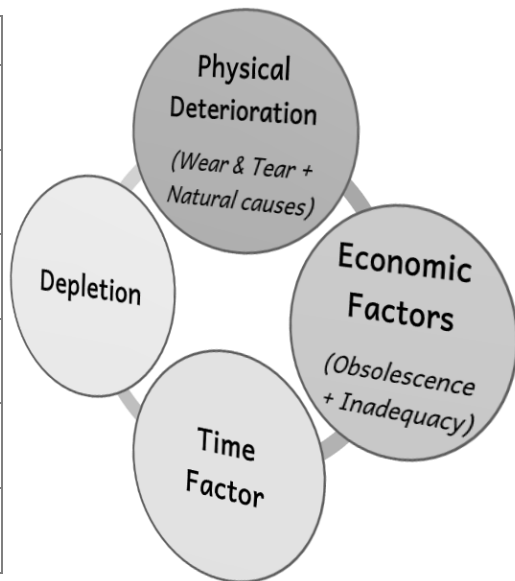 Physical
Deterioration
(Wear & Tear +
Natural causes)
Economic
Factors
(Obsolescence
+ Inadequacy)
Time
Factor
Depletion